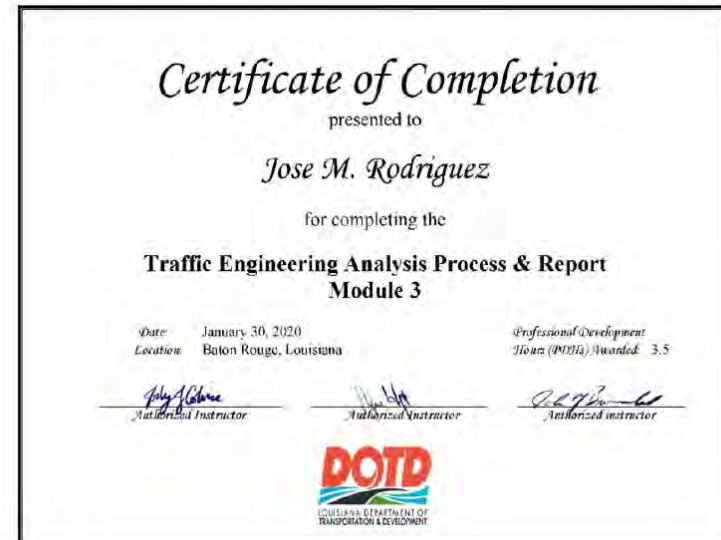 Certificate of Completion
presented to
Jose M. Rodriguez
for completing the
Traffic Engineering Analysis Process & Report
Module 3
Date: January 30, 2020
Location: Baton Rouge, Louisiana
Professional Development
Hours (PDHs) Awarded: 3.5
Authorized Instructor
Authorized Instructor
Authorized instructor
DOTD
LOUISIANA DEPARTMENT OF
TRANSPORTATION & DEVELOPMENT